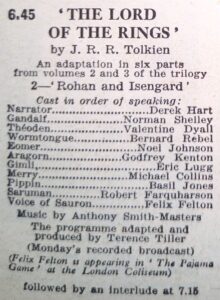 6.45 'THE LORD
OF THE RINGS'
by J. R. R. Tolkien
An adaptation in six parts
from volumes 2 and 3 of the trilogy
2—'Rohan and Isengard'
Cast in order of speaking:
Narrator Derek Hart
Gandalf Norman Shelley
Théoden Valentine Dyall
Wormtongue Bernard Rebel
Eomer Noel Johnson
Aragorn Godfrey Kenton
Gimli Eric Lugg
Merry Michael Collins
Pippin Basil Jones
Saruman Robert Farquharson
Voice of Sauron Felix Felton
Music by Anthony Smith-Masters
The programme adapted and
produced by Terence Tiller
(Monday's recorded broadcast)
(Felix Felton is appearing in 'The Pajama
Game' at the London Coliseum)
followed by an Interlude at 7.15